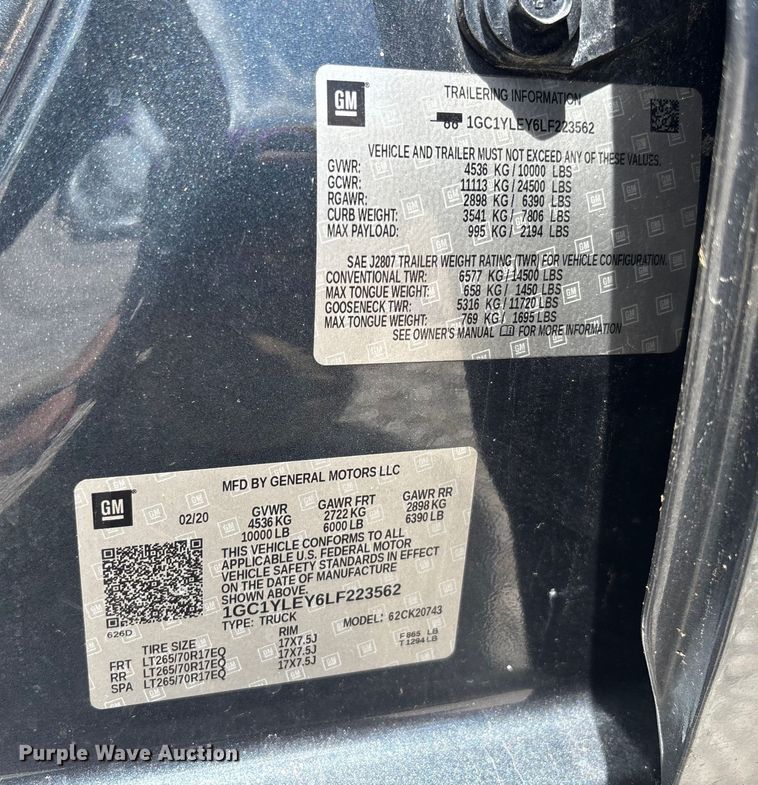 GM
TRAILERING INFORMATION
1GC1YLEY6LF223562
VEHICLE AND TRAILER MUST NOT EXCEED ANY OF THESE VALUES.
GVWR: 4536 KG / 10000 LBS
GCWR: 11113 KG / 24500 LBS
RGAWR: 2898 KG / 6390 LBS
CURB WEIGHT: 3541 KG / 7806 LBS
MAX PAYLOAD: 995 KG / 2194 LBS
SAE J2807 TRAILER WEIGHT RATING (TWR) FOR VEHICLE CONFIGURATION.
CONVENTIONAL TWR: 6577 KG / 14500 LBS
MAX TONGUE WEIGHT: 658 KG / 1450 LBS
GOOSENECK TWR: 5316 KG / 11720 LBS
MAX TONGUE WEIGHT: 769 KG / 1695 LBS
SEE OWNER'S MANUAL FOR MORE INFORMATION
GM
MFD BY GENERAL MOTORS LLC
02/20 GVWR GAWR FRT GAWR RR
4536 KG 2722 KG 2898 KG
10000 LB 6000 LB 6390 LB
THIS VEHICLE CONFORMS TO ALL
APPLICABLE U.S. FEDERAL MOTOR
VEHICLE SAFETY STANDARDS IN EFFECT
ON THE DATE OF MANUFACTURE
SHOWN ABOVE.
1GC1YLEY6LF223562
626D TYPE: TRUCK MODEL: 62CK20743
TIRE SIZE RIM F 865 LB
FRT LT265/70R17EQ 17X7.5J T 1294 LB
RR LT265/70R17EQ 17X7.5J
SPA LT265/70R17EQ 17X7.5J
Purple Wave Auction